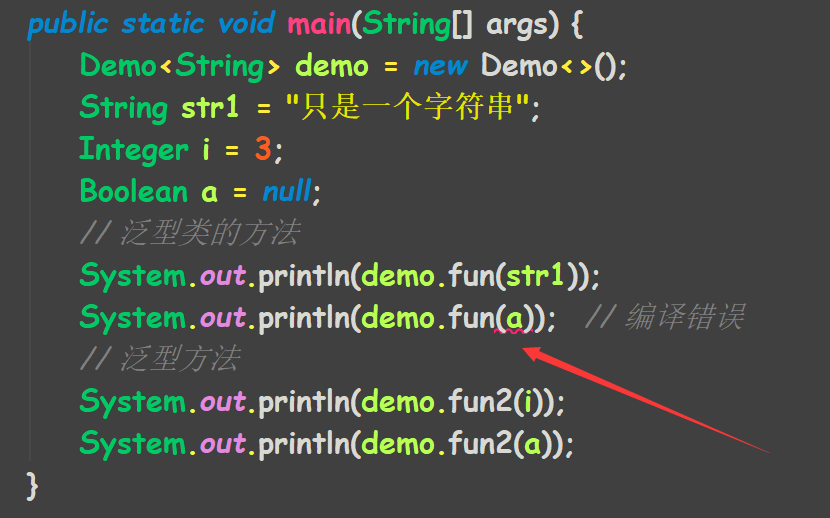 public static void main(String[] args) {
Demo<String> demo = new Demo<>();
String str1 = "只是一个字符串";
Integer i = 3;
Boolean a = null;
// 泛型类的方法
System.out.println(demo.fun(str1));
System.out.println(demo.fun(a)); // 编译错误
// 泛型方法
System.out.println(demo.fun2(i));
System.out.println(demo.fun2(a));
}